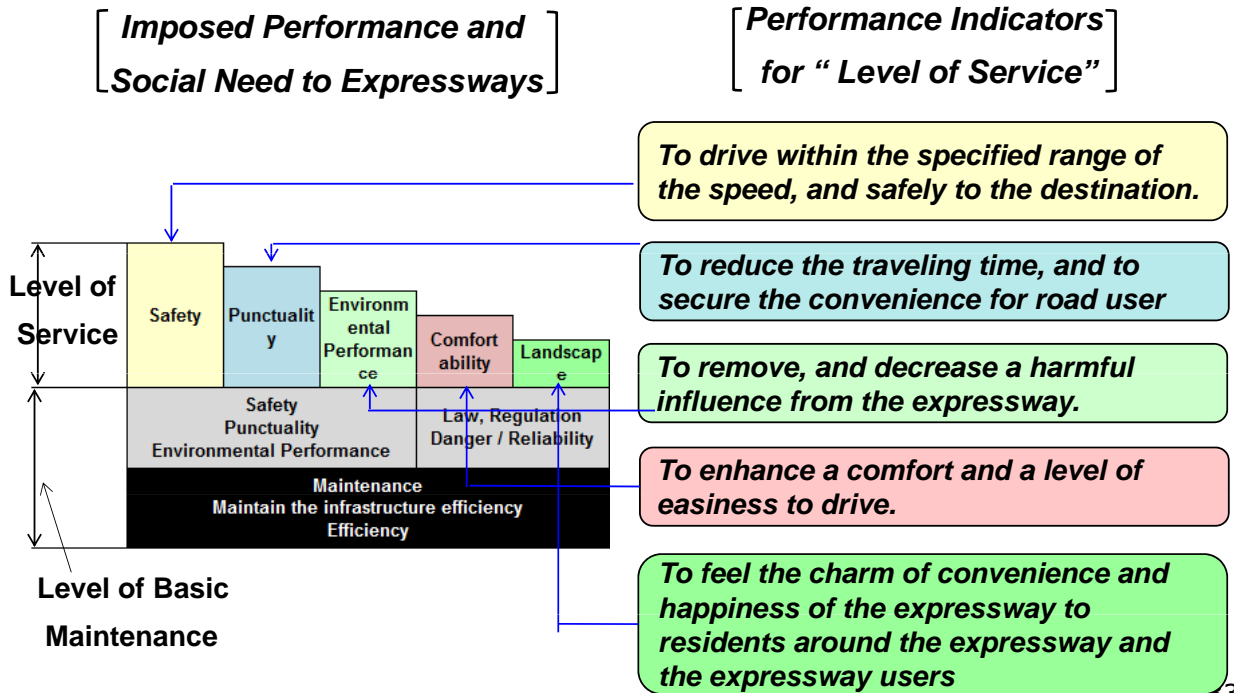 Imposed Performance and
Social Need to Expressways
Performance Indicators
for “ Level of Service”
To drive within the specified range of
the speed, and safely to the destination.
To reduce the traveling time, and to
secure the convenience for road user
To remove, and decrease a harmful
influence from the expressway.
To enhance a comfort and a level of
easiness to drive.
To feel the charm of convenience and
happiness of the expressway to
residents around the expressway and
the expressway users
Level of
Service
Safety
Punctualit
y
Environm
ental
Performan
ce
Comfort
ability
Landscap
e
Safety
Punctuality
Environmental Performance
Law, Regulation
Danger / Reliability
Maintenance
Maintain the infrastructure efficiency
Efficiency
Level of Basic
Maintenance